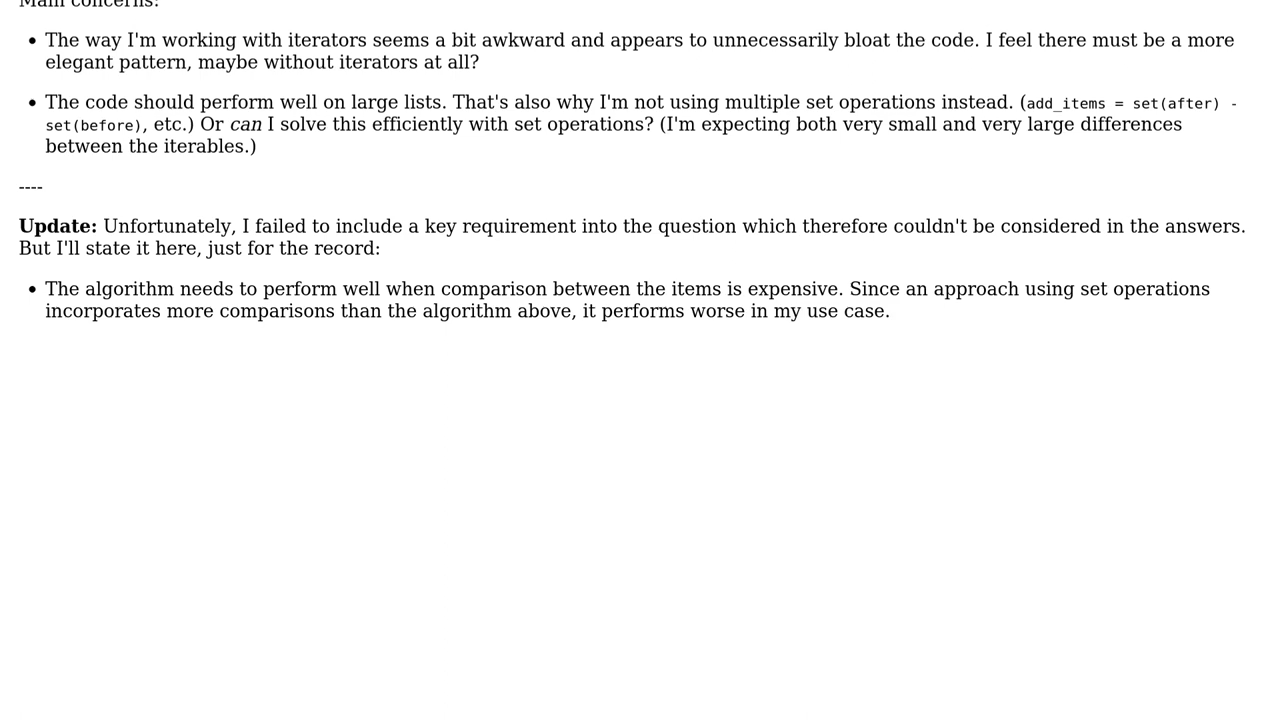 Main concerns:
The way I'm working with iterators seems a bit awkward and appears to unnecessarily bloat the code. I feel there must be a more
elegant pattern, maybe without iterators at all?
The code should perform well on large lists. That's also why I'm not using multiple set operations instead. (add_items = set(after) -
set(before), etc.) Or can I solve this efficiently with set operations? (I'm expecting both very small and very large differences
between the iterables.)
----
Update: Unfortunately, I failed to include a key requirement into the question which therefore couldn't be considered in the answers.
But I'll state it here, just for the record:
The algorithm needs to perform well when comparison between the items is expensive. Since an approach using set operations
incorporates more comparisons than the algorithm above, it performs worse in my use case.